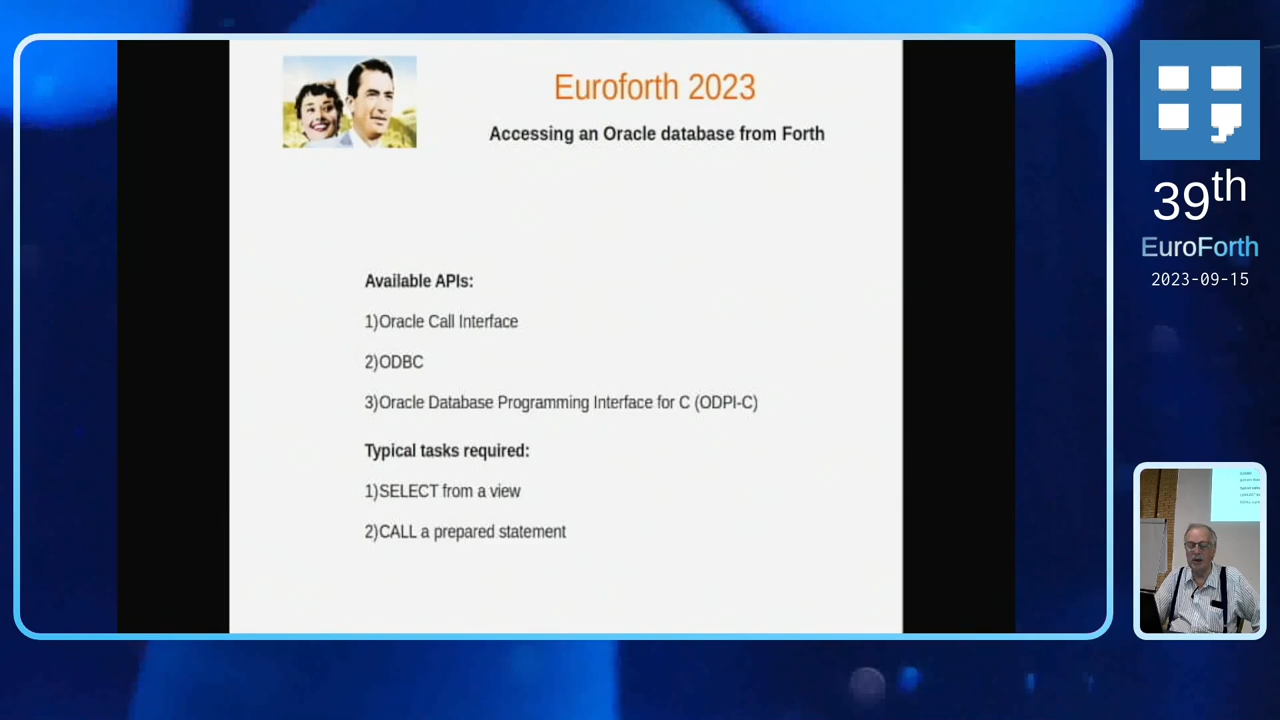 Euroforth 2023
Accessing an Oracle database from Forth
Available APIs:
1)Oracle Call Interface
2)ODBC
3)Oracle Database Programming Interface for C (ODPI-C)
Typical tasks required:
1)SELECT from a view
2)CALL a prepared statement
39th
EuroForth
2023-09-15